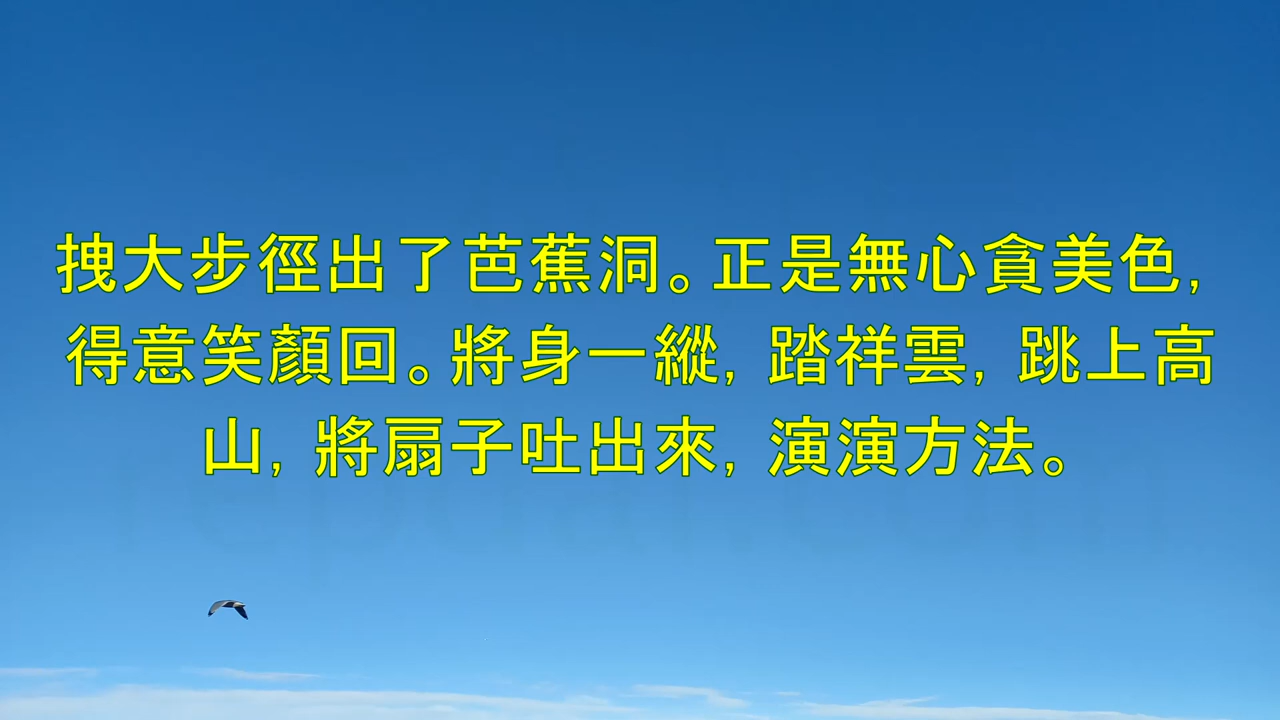 拽大步徑出了芭蕉洞。正是無心貪美色,
得意笑顏回。將身一縱, 踏祥雲, 跳上高
山, 將扇子吐出來, 演演方法。